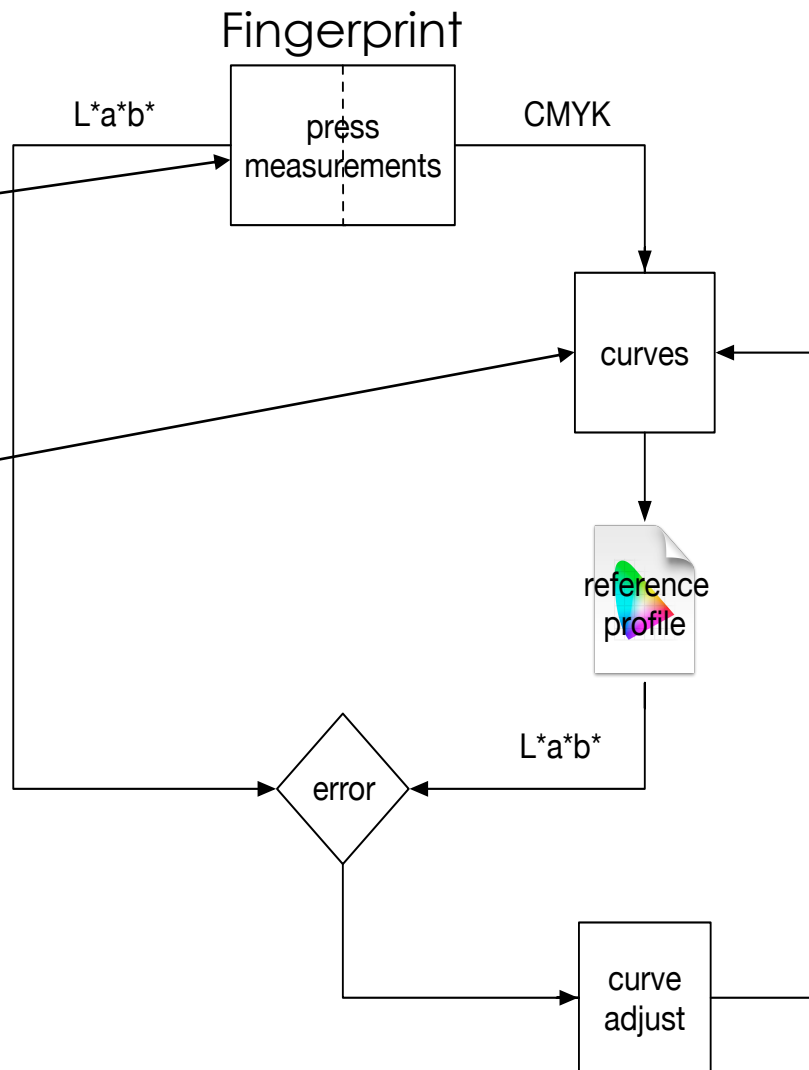 Fingerprint
L*a*b*
CMYK
press
measurements
curves
reference
profile
L*a*b*
error
curve
adjust